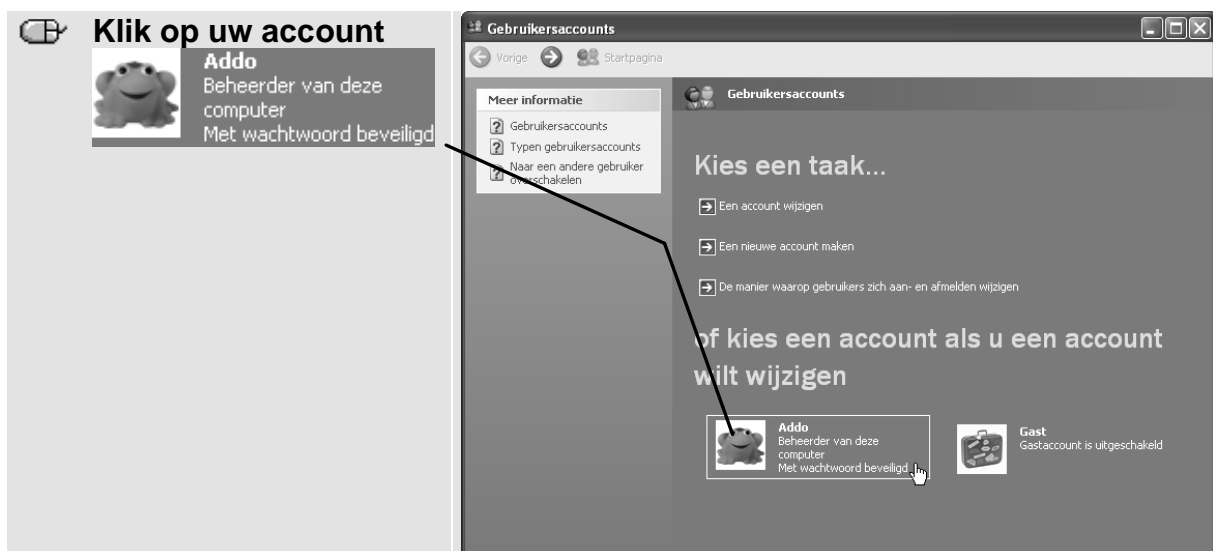 Klik op uw account
Addo
Beheerder van deze
computer
Met wachtwoord beveiligd
Gebruikersaccounts
Vorige
Startpagina
Meer informatie
Gebruikersaccounts
Typen gebruikersaccounts
Naar een andere gebruiker
overschakelen
Gebruikersaccounts
Kies een taak...
Een account wijzigen
Een nieuwe account maken
De manier waarop gebruikers zich aan- en afmelden wijzigen
of kies een account als u een account
wilt wijzigen
Addo
Beheerder van deze
computer
Met wachtwoord beveiligd
Gast
Gastaccount is uitgeschakeld